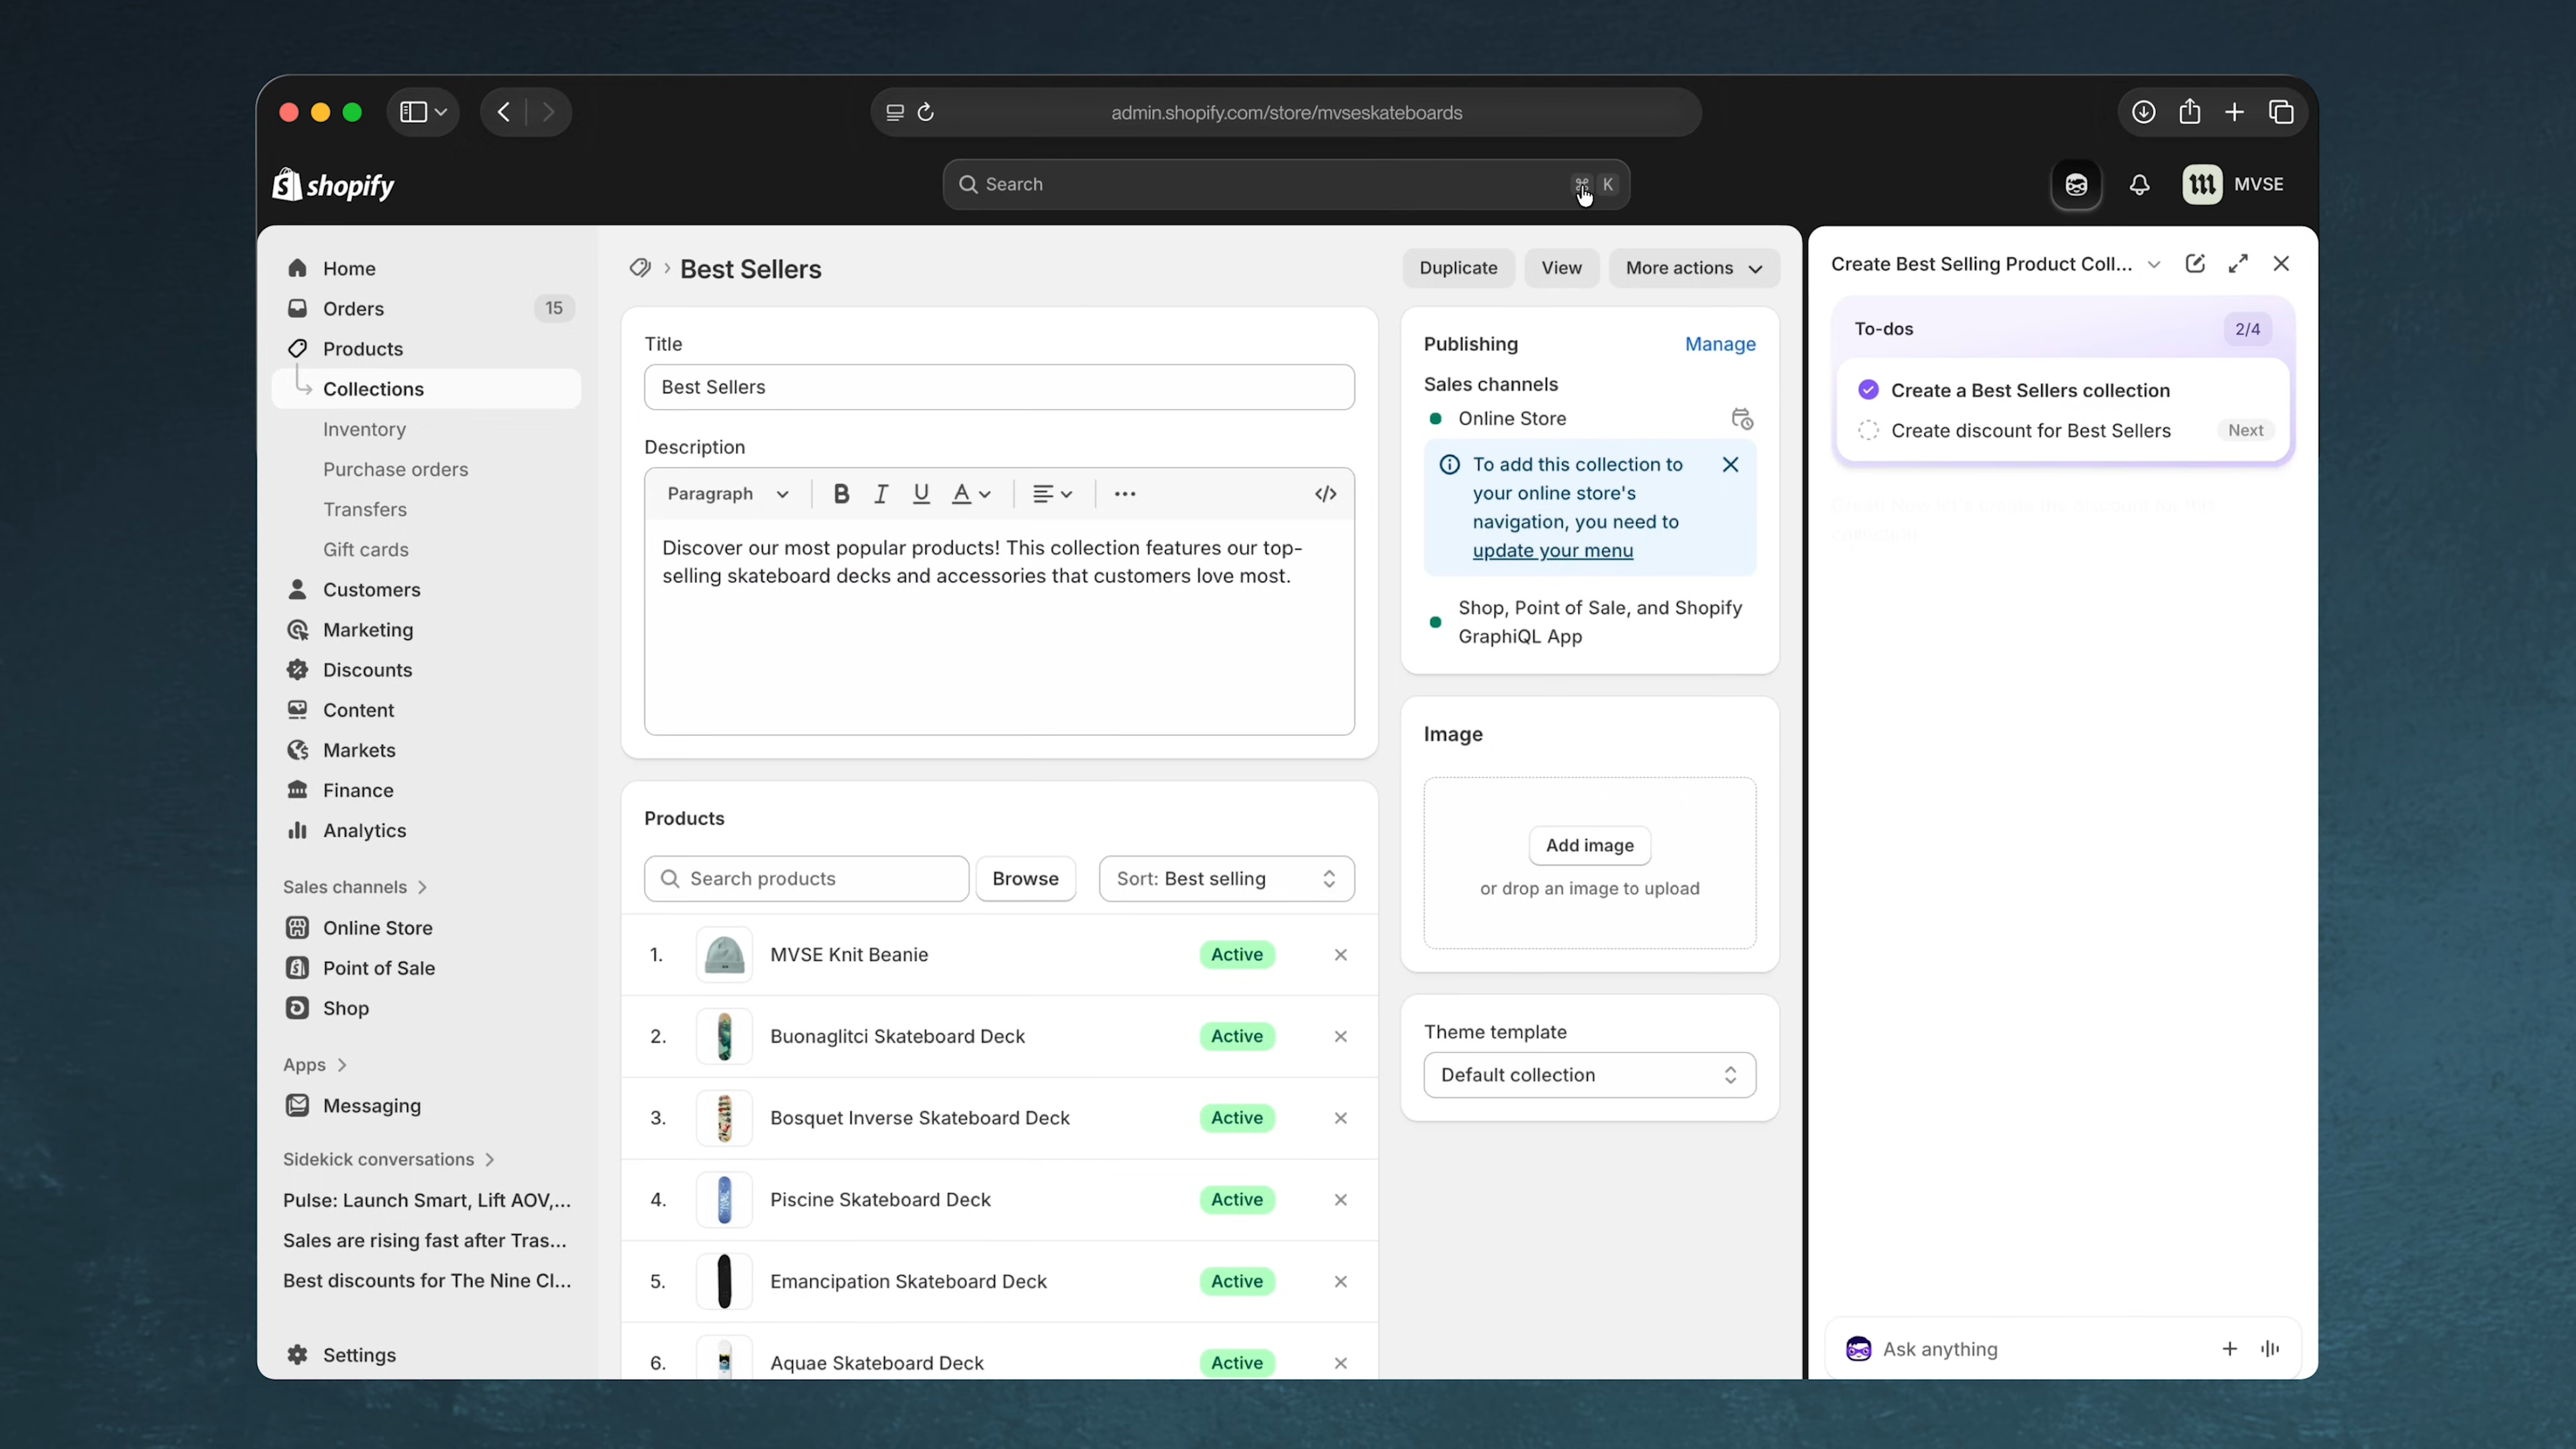 admin.shopify.com/store/mvseskateboards
shopify
Search
⌘ K
MVSE
Home
Orders
15
Products
Collections
Inventory
Purchase orders
Transfers
Gift cards
Customers
Marketing
Discounts
Content
Markets
Finance
Analytics
Sales channels
Online Store
Point of Sale
Shop
Apps
Messaging
Sidekick conversations
Pulse: Launch Smart, Lift AOV,...
Sales are rising fast after Tras...
Best discounts for The Nine Cl...
Settings
Best Sellers
Duplicate
View
More actions
Title
Best Sellers
Description
Paragraph
B I U A
Discover our most popular products! This collection features our top-
selling skateboard decks and accessories that customers love most.
Products
Search products
Browse
Sort: Best selling
1. MVSE Knit Beanie Active
2. Buonaglitci Skateboard Deck Active
3. Bosquet Inverse Skateboard Deck Active
4. Piscine Skateboard Deck Active
5. Emancipation Skateboard Deck Active
6. Aquae Skateboard Deck Active
Publishing
Manage
Sales channels
Online Store
To add this collection to
your online store's
navigation, you need to
update your menu
Shop, Point of Sale, and Shopify
GraphiQL App
Image
Add image
or drop an image to upload
Theme template
Default collection
Create Best Selling Product Coll...
To-dos
2/4
Create a Best Sellers collection
Create discount for Best Sellers
Next
Ask anything